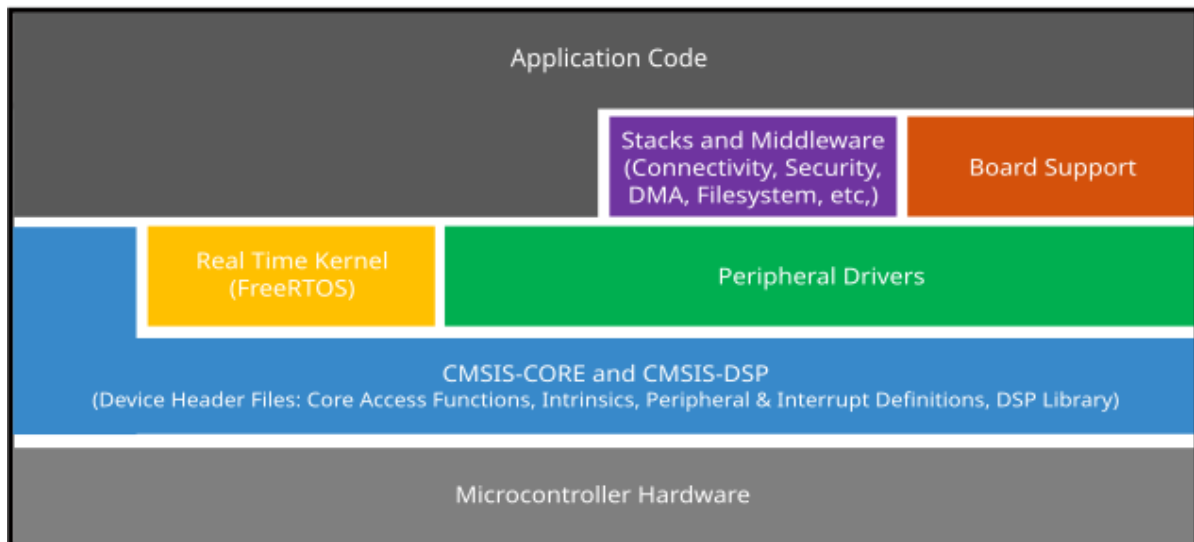 Application Code
Stacks and Middleware
(Connectivity, Security,
DMA, Filesystem, etc,)
Board Support
Real Time Kernel
(FreeRTOS)
Peripheral Drivers
CMSIS-CORE and CMSIS-DSP
(Device Header Files: Core Access Functions, Intrinsics, Peripheral & Interrupt Definitions, DSP Library)
Microcontroller Hardware